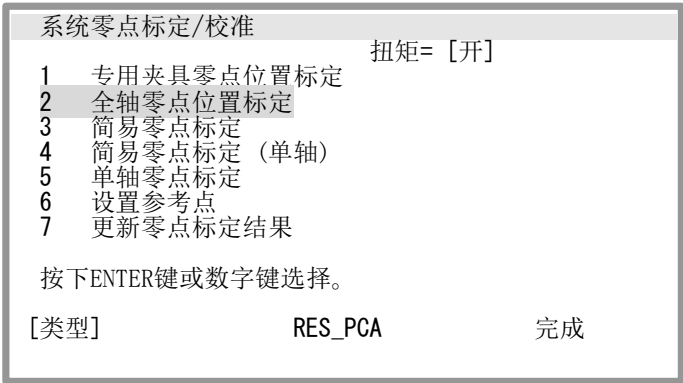 系统零点标定/校准
扭矩= [开]
1 专用夹具零点位置标定
2 全轴零点位置标定
3 简易零点标定
4 简易零点标定 (单轴)
5 单轴零点标定
6 设置参考点
7 更新零点标定结果
按下ENTER键或数字键选择。
[类型] RES_PCA 完成